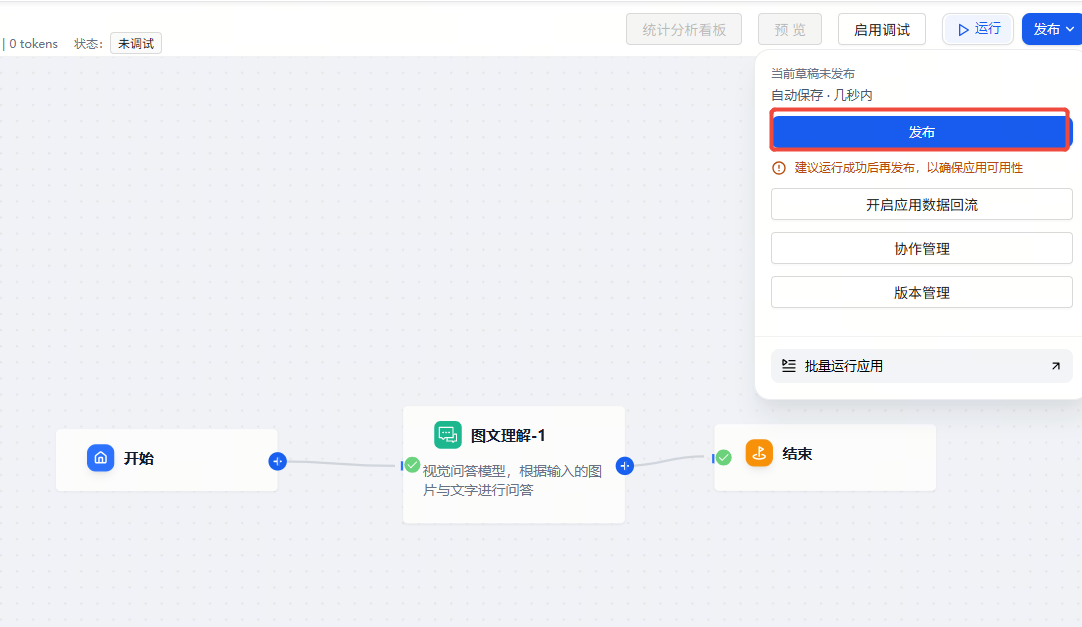 统计分析看板 预 览 启用调试 运行 发布
| 0 tokens 状态： 未调试
当前草稿未发布
自动保存 · 几秒内
发布
建议运行成功后再发布，以确保应用可用性
开启应用数据回流
协作管理
版本管理
批量运行应用
开始
图文理解-1
视觉问答模型，根据输入的图
片与文字进行问答
结束